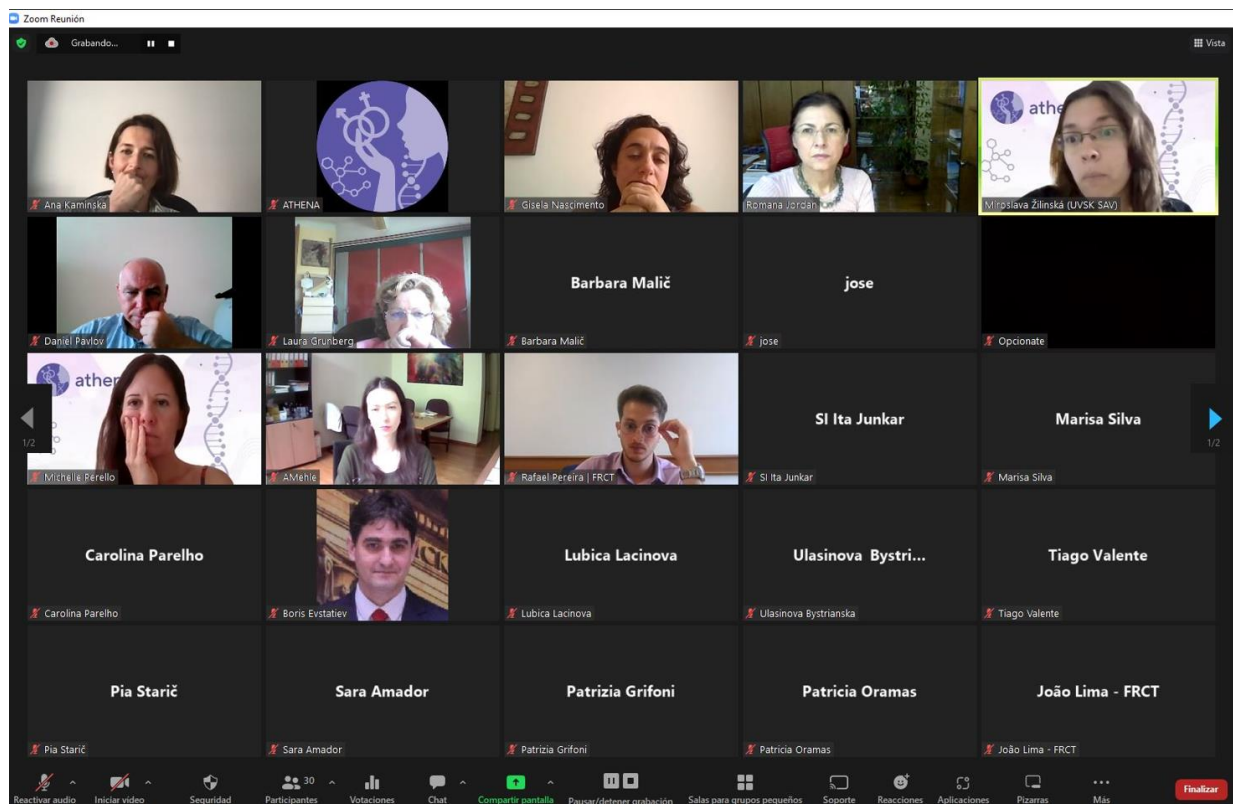 Zoom Reunión
Grabando...
Vista
Ana Kaminska
ATHENA
Gisela Nascimento
Romana Jordan
athe
Miroslava Žilinská (UVSK SAV)
Daniel Pavlov
Laura Grunberg
Barbara Malič
Barbara Malič
jose
jose
Opcionate
1/2
athe
Michelle Perello
AMehle
Rafael Pereira | FRCT
SI Ita Junkar
SI Ita Junkar
Marisa Silva
Marisa Silva
1/2
Carolina Parelho
Carolina Parelho
Boris Evstatiev
Lubica Lacinova
Lubica Lacinova
Ulasinova Bystri...
Ulasinova Bystrianska
Tiago Valente
Tiago Valente
Pia Starič
Pia Starič
Sara Amador
Sara Amador
Patrizia Grifoni
Patrizia Grifoni
Patricia Oramas
Patricia Oramas
João Lima - FRCT
João Lima - FRCT
Reactivar audio
Iniciar video
Seguridad
30
Participantes
Votaciones
Chat
Compartir pantalla
Pausar/detener grabación
Salas para grupos pequeños
Soporte
Reacciones
Aplicaciones
Pizarras
Más
Finalizar